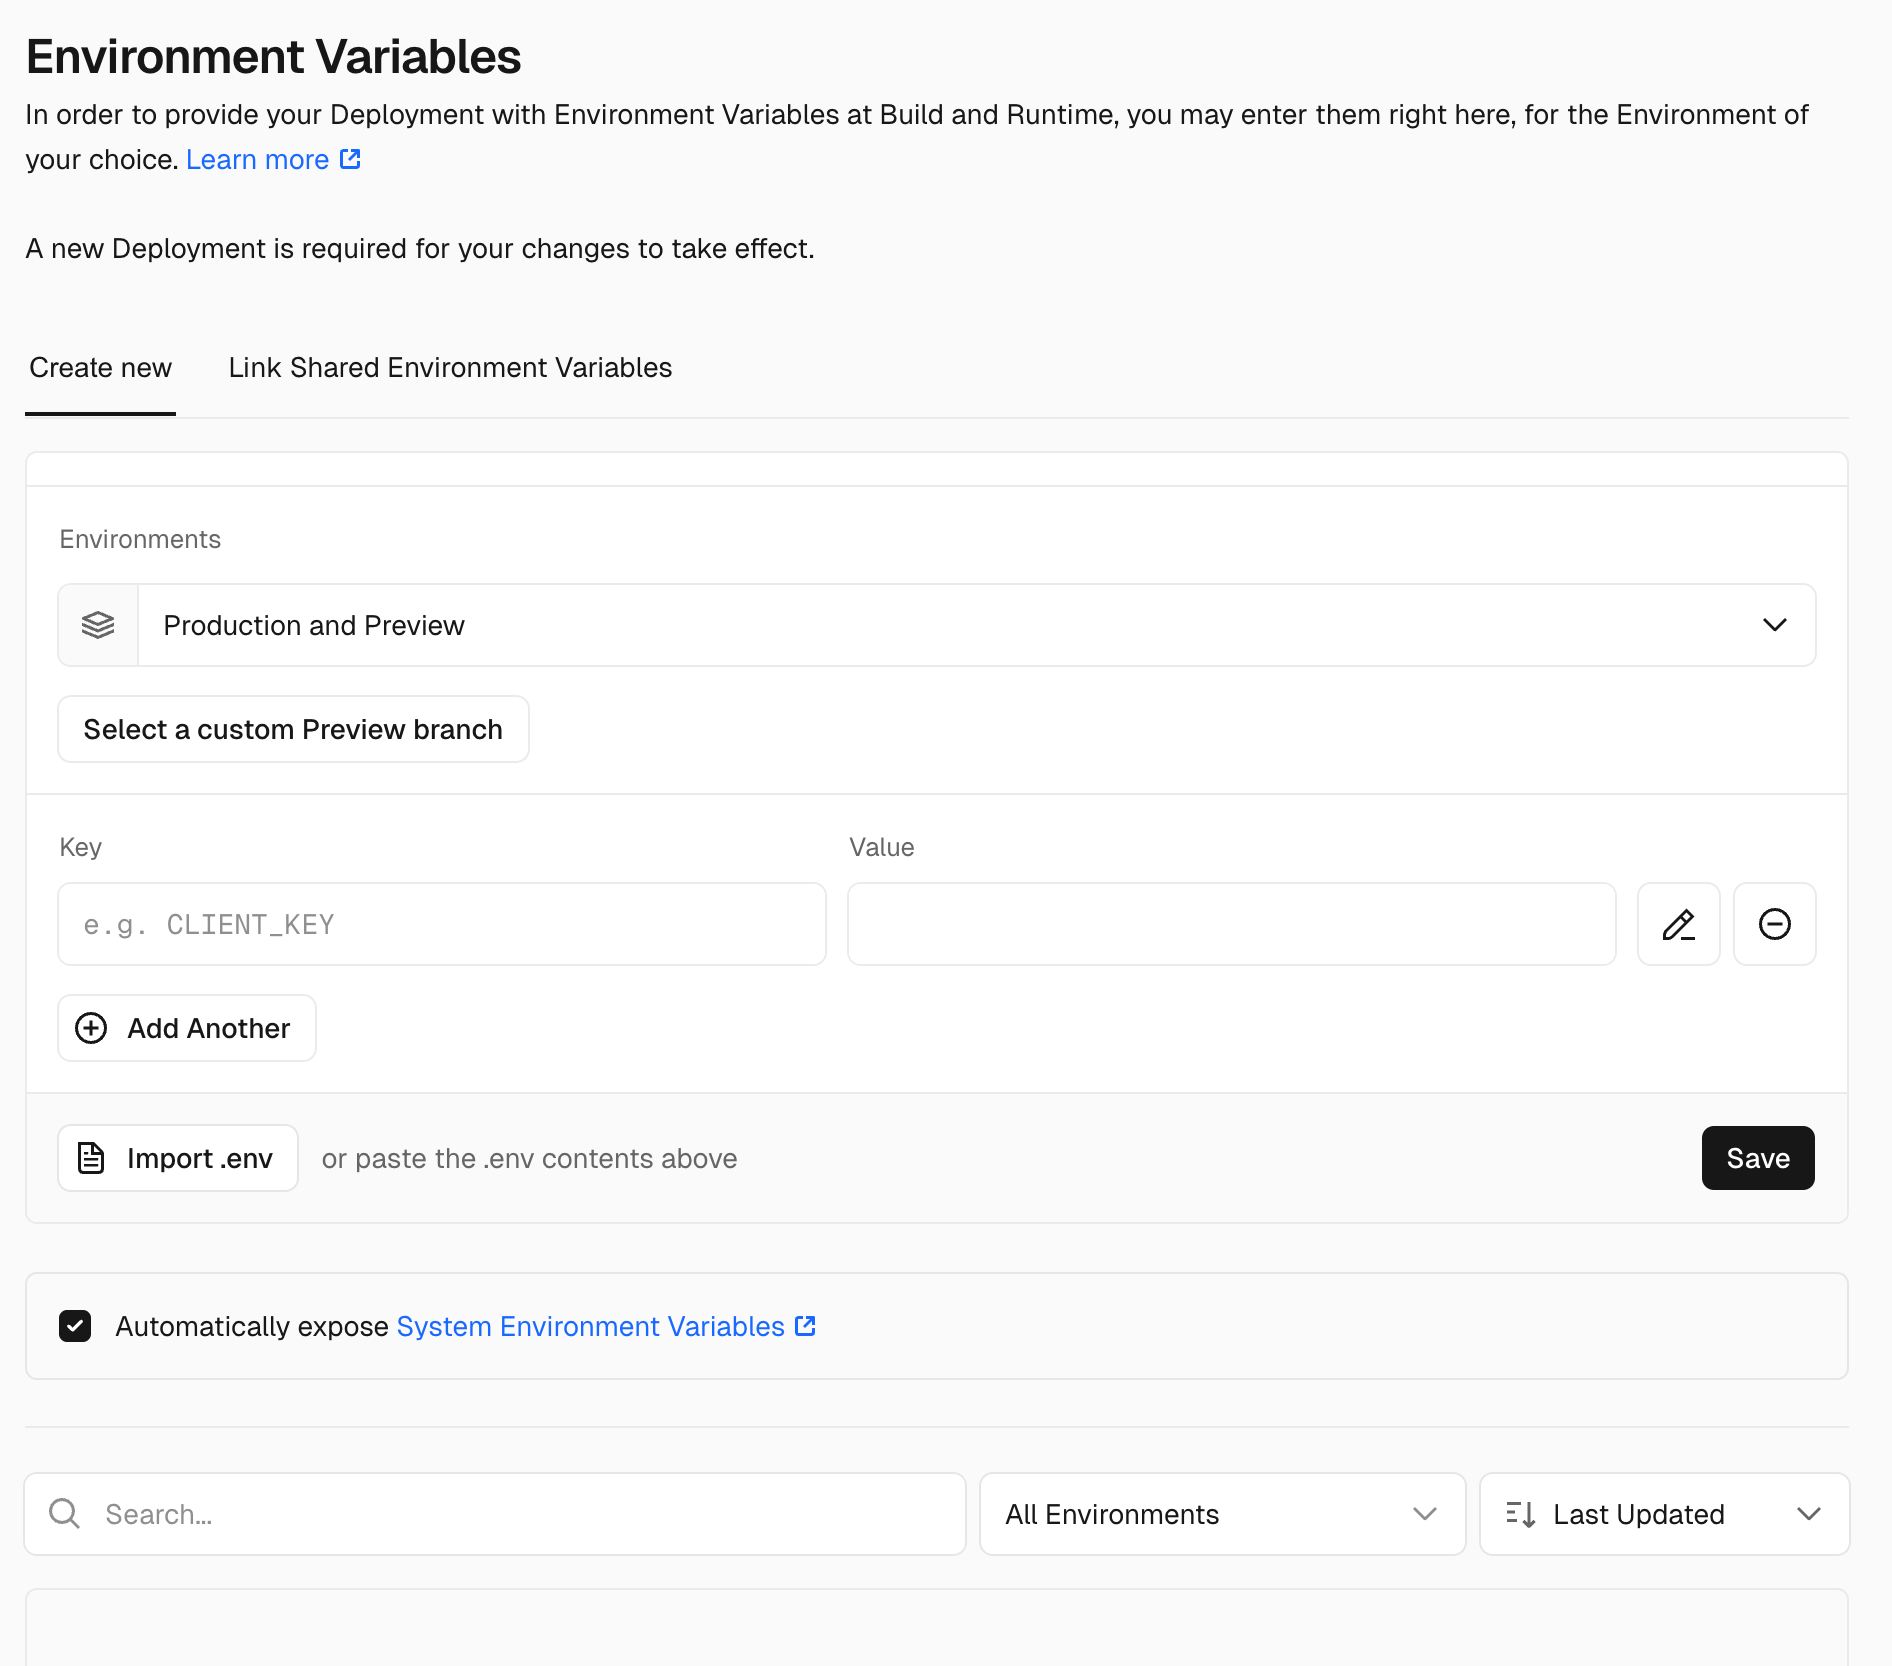 Environment Variables
In order to provide your Deployment with Environment Variables at Build and Runtime, you may enter them right here, for the Environment of
your choice. Learn more
A new Deployment is required for your changes to take effect.
Create new
Link Shared Environment Variables
Environments
Production and Preview
Select a custom Preview branch
Key
Value
e.g. CLIENT_KEY
Add Another
Import .env
or paste the .env contents above
Save
Automatically expose System Environment Variables
Search...
All Environments
Last Updated